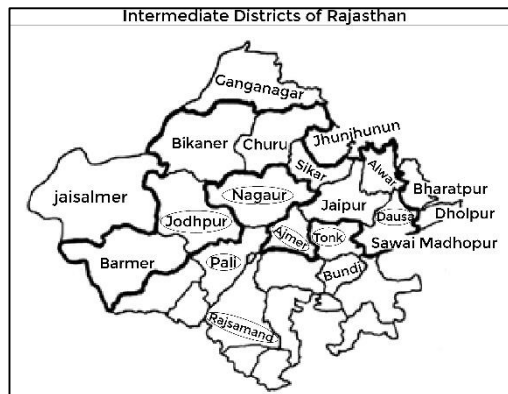 Intermediate Districts of Rajasthan
Ganganagar
Bikaner
Churu
Jhunjhunun
Sikar
Alwar
jaisalmer
Nagaur
Jaipur
Bharatpur
Jodhpur
Dausa
Dholpur
Ajmer
Tonk
Sawai Madhopur
Barmer
Pali
Bundi
Rajsamand